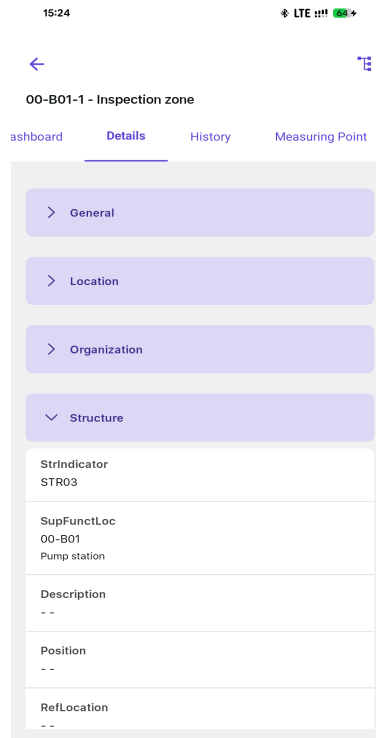 15:24
LTE
64
00-B01-1 - Inspection zone
ashboard Details History Measuring Point
General
Location
Organization
Structure
StrIndicator
STR03
SupFunctLoc
00-B01
Pump station
Description
- -
Position
- -
RefLocation
- -